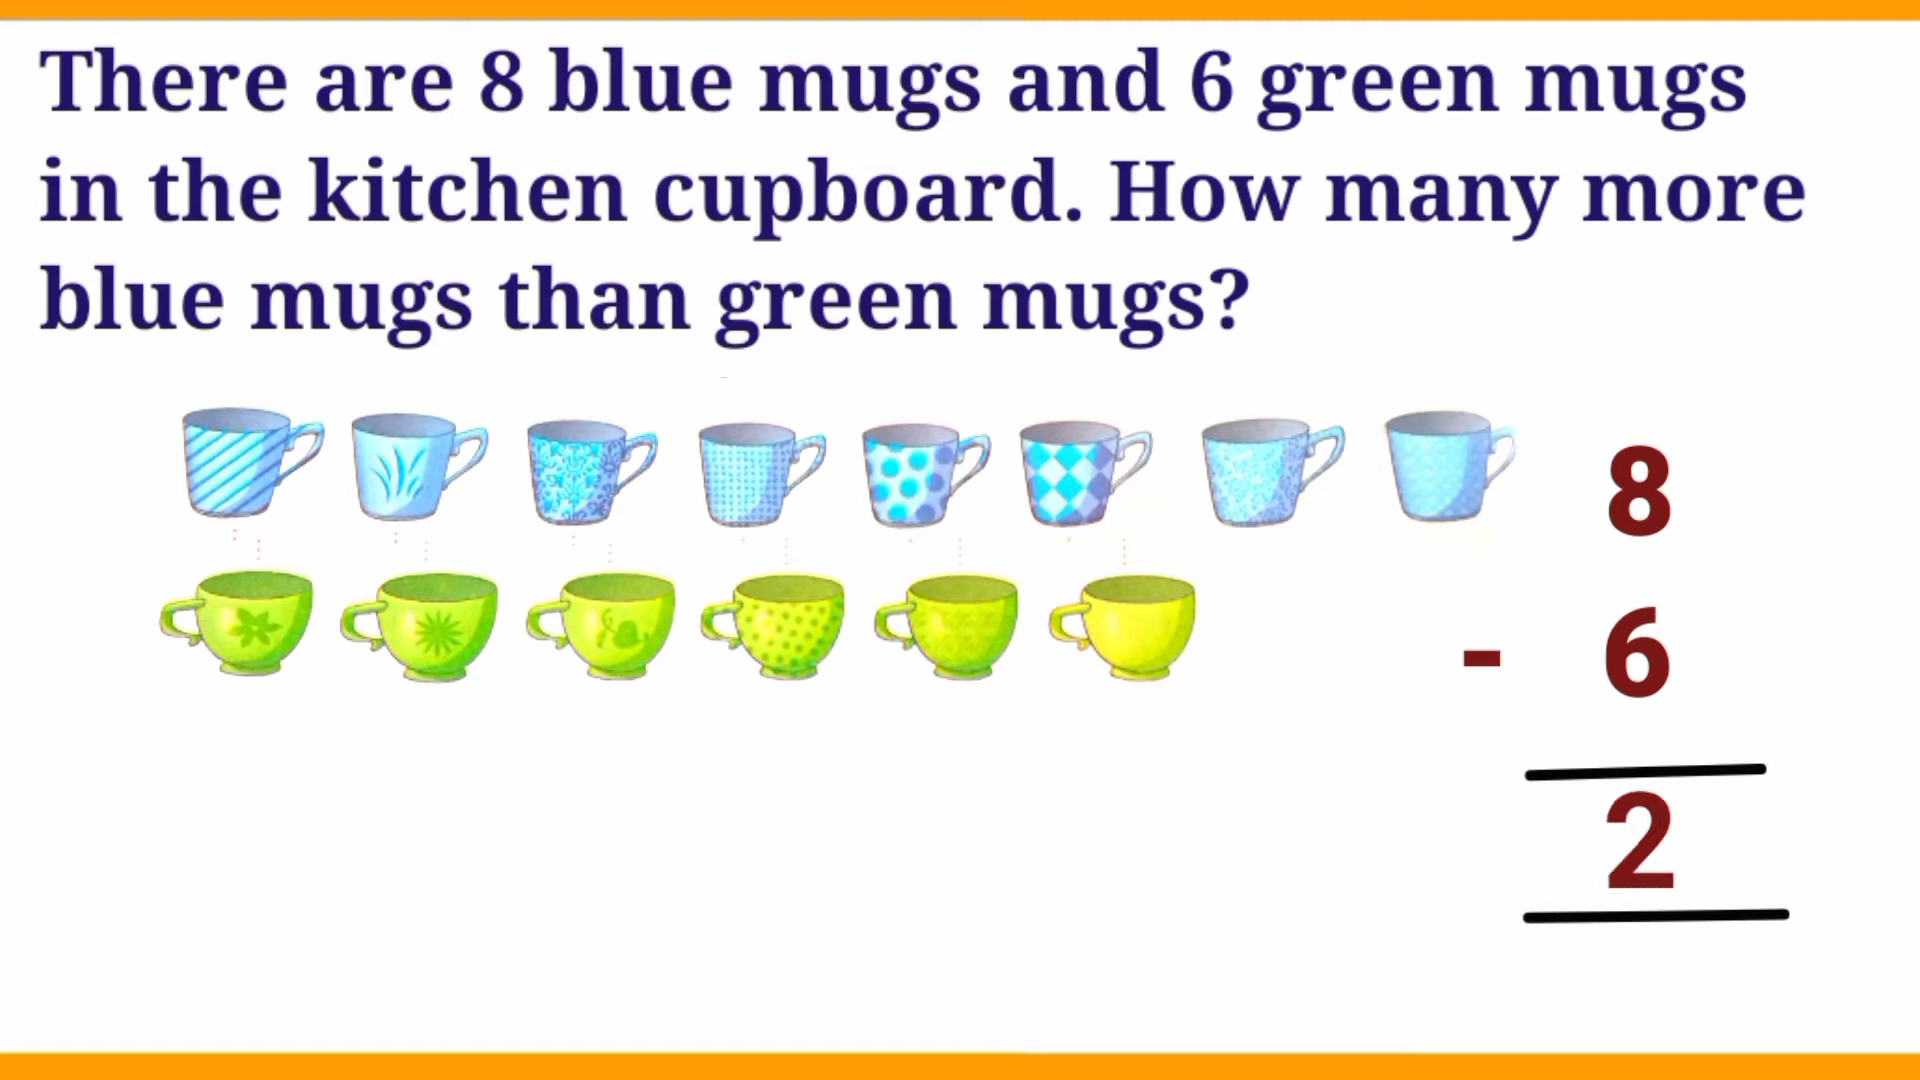 There are 8 blue mugs and 6 green mugs
in the kitchen cupboard. How many more
blue mugs than green mugs?
8
- 6
2